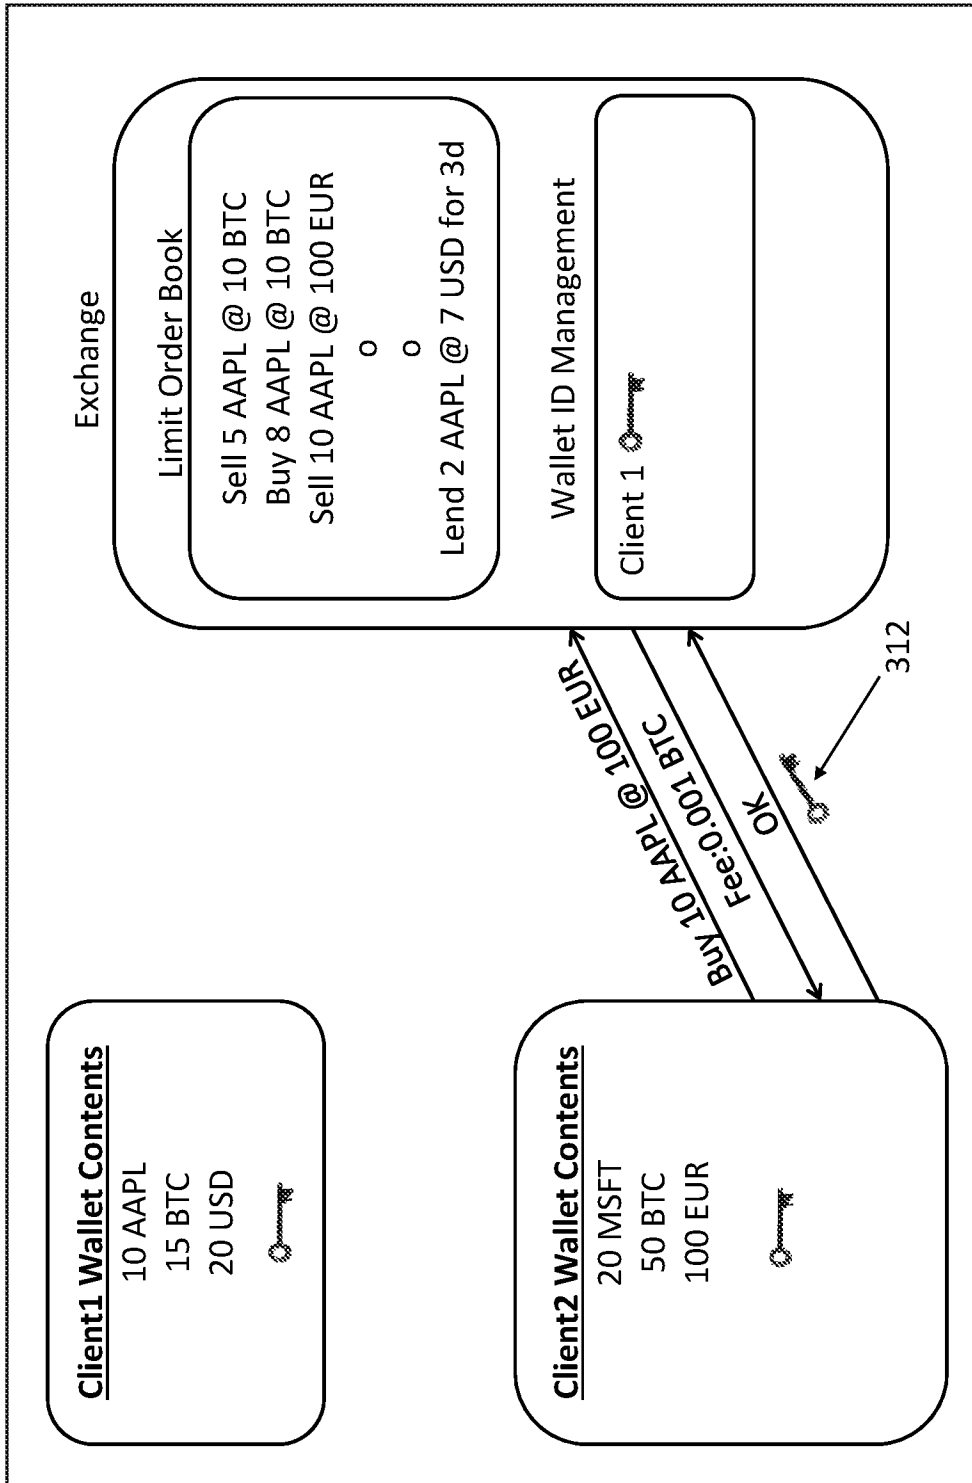 Exchange
Limit Order Book
Sell 5 AAPL @ 10 BTC
Buy 8 AAPL @ 10 BTC
Sell 10 AAPL @ 100 EUR
o
o
Lend 2 AAPL @ 7 USD for 3d
Wallet ID Management
Client 1
Client1 Wallet Contents
10 AAPL
15 BTC
20 USD
Client2 Wallet Contents
20 MSFT
50 BTC
100 EUR
Buy 10 AAPL @ 100 EUR
Fee:0.001 BTC
OK
312